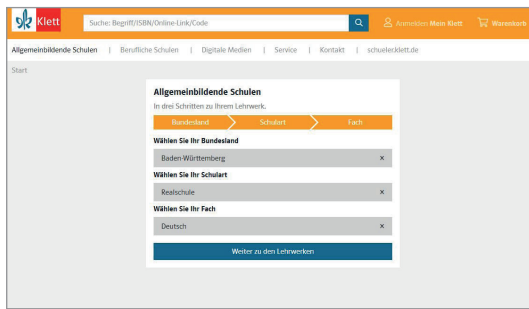 Klett
Suche: Begriff/ISBN/Online-Link/Code
Anmelden Mein Klett
Warenkorb
Allgemeinbildende Schulen | Berufliche Schulen | Digitale Medien | Service | Kontakt | schueler.klett.de
Start
Allgemeinbildende Schulen
In drei Schritten zu Ihrem Lehrwerk.
Bundesland Schulart Fach
Wählen Sie Ihr Bundesland
Baden-Württemberg ×
Wählen Sie Ihr Schulart
Realschule ×
Wählen Sie Ihr Fach
Deutsch ×
Weiter zu den Lehrwerken